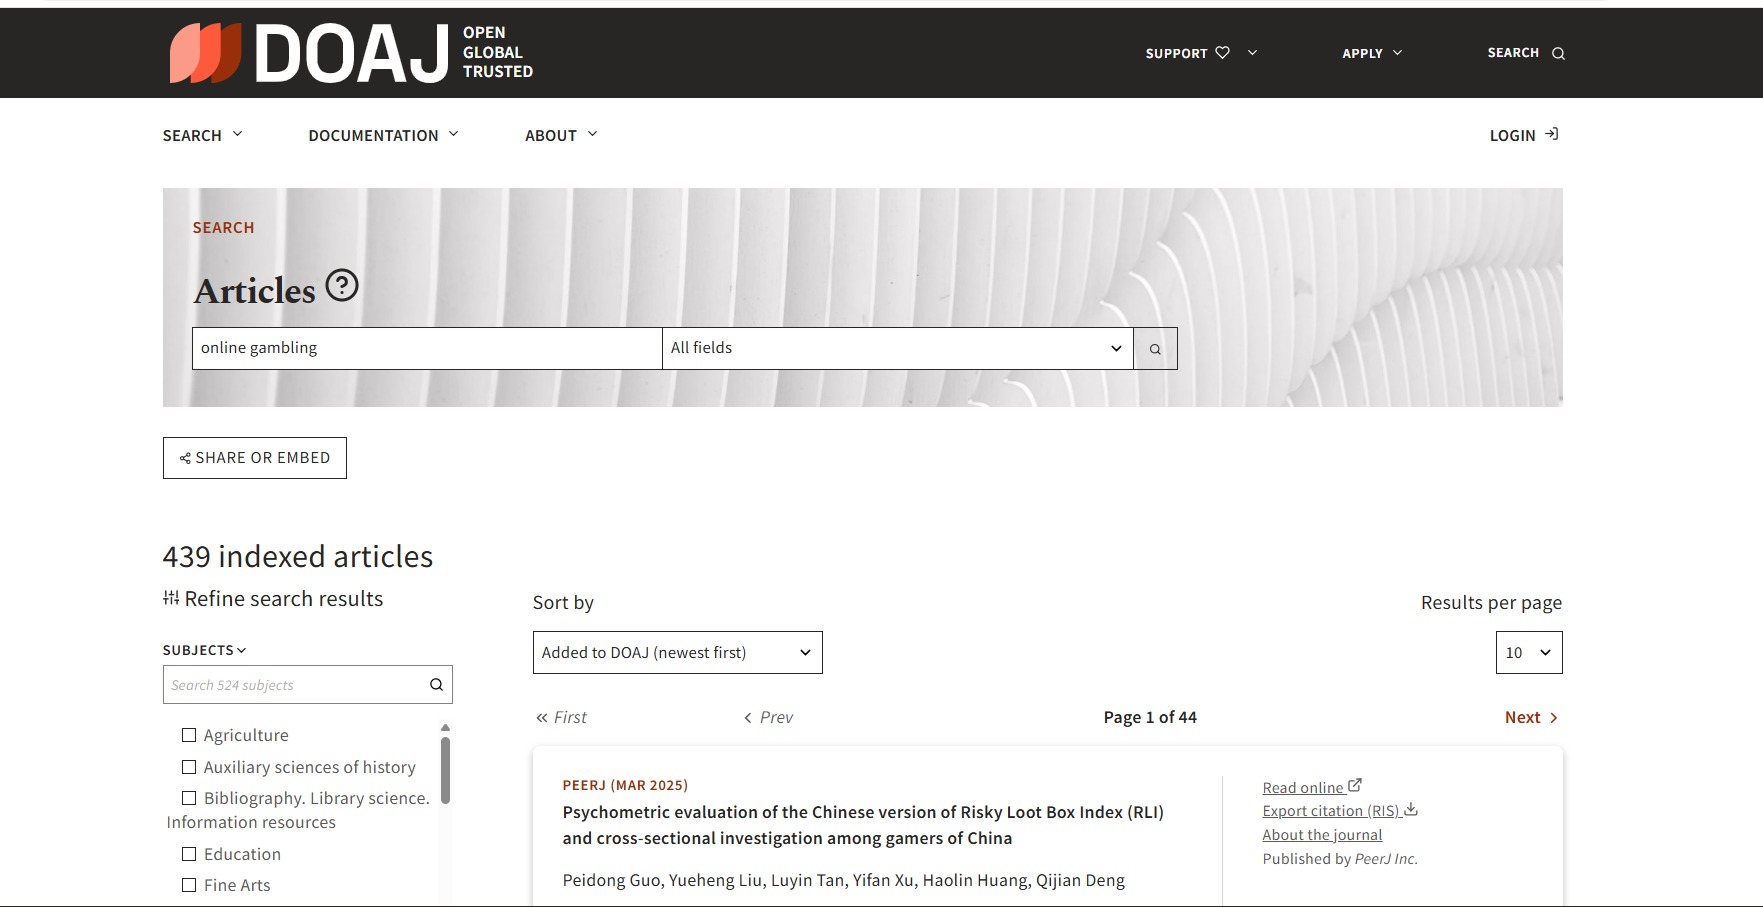 DOAJ
OPEN
GLOBAL
TRUSTED
SUPPORT
APPLY
SEARCH
SEARCH
DOCUMENTATION
ABOUT
LOGIN
SEARCH
Articles ?
online gambling
All fields
SHARE OR EMBED
439 indexed articles
Refine search results
SUBJECTS
Search 524 subjects
Agriculture
Auxiliary sciences of history
Bibliography. Library science.
Information resources
Education
Fine Arts
Sort by
Results per page
Added to DOAJ (newest first)
10
« First
‹ Prev
Page 1 of 44
Next ›
PEERJ (MAR 2025)
Psychometric evaluation of the Chinese version of Risky Loot Box Index (RLI)
and cross-sectional investigation among gamers of China
Peidong Guo, Yueheng Liu, Luyin Tan, Yifan Xu, Haolin Huang, Qijian Deng
Read online
Export citation (RIS)
About the journal
Published by PeerJ Inc.